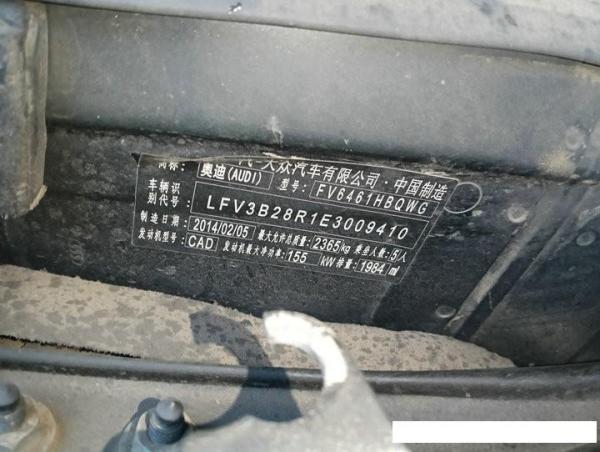 汽-大众汽车有限公司·中国制造
商标: 奥迪(AUDI) 型号: FV6461HBQWG
车辆识别代号: LFV3B28R1E3009410
制造日期: 2014/02/05 最大允许总质量: 2365kg 乘坐人数: 5人
发动机型号: CAD 发动机最大净功率: 155 kW 排量: 1984 ml